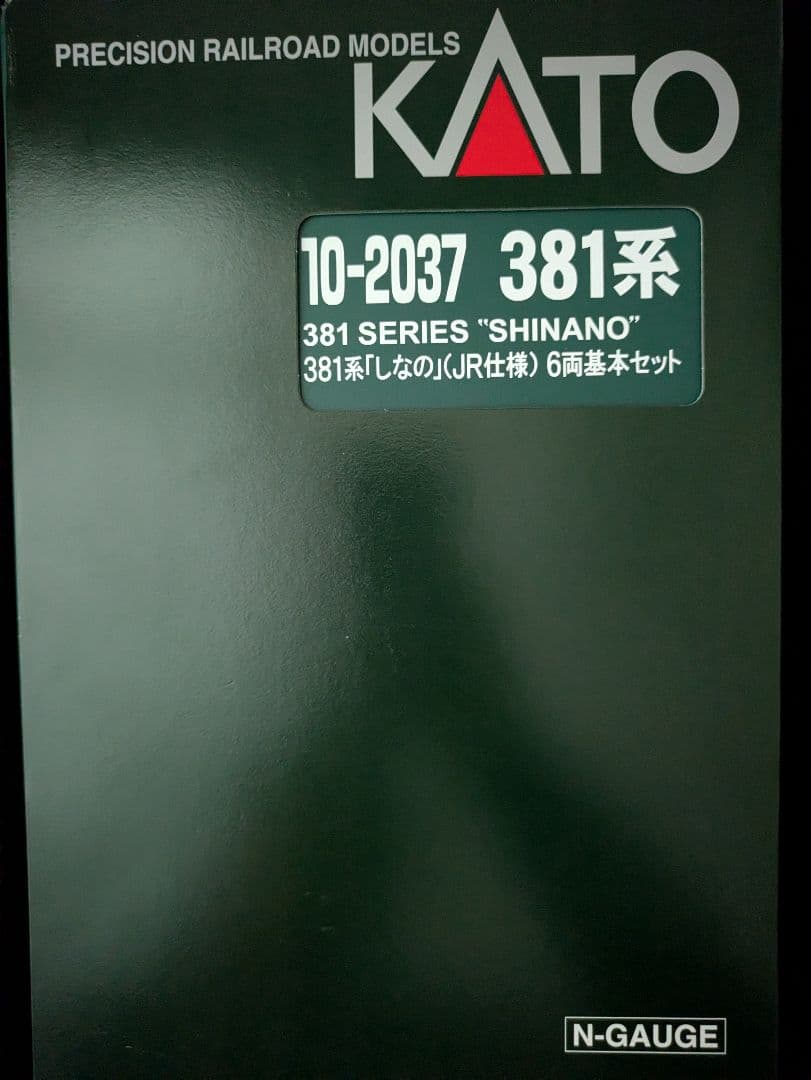 PRECISION RAILROAD MODELS
KATO
10-2037 381系
381 SERIES "SHINANO"
381系「しなの」(JR仕様) 6両基本セット
N-GAUGE